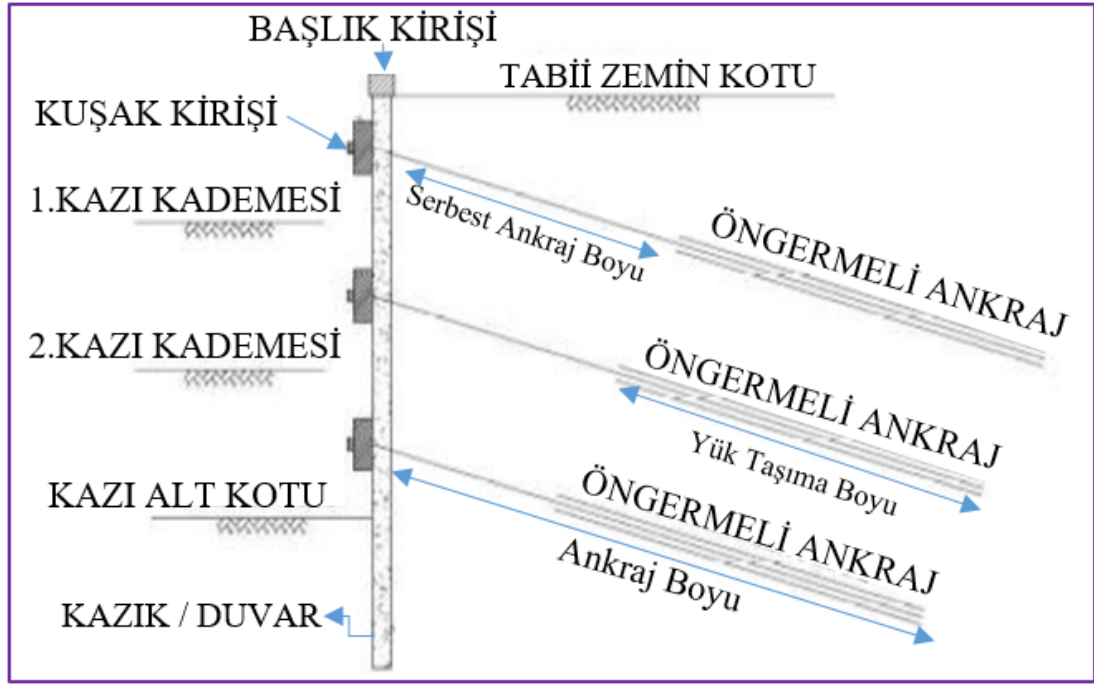 BAŞLIK KİRİŞİ
TABİİ ZEMİN KOTU
KUŞAK KİRİŞİ
1.KAZI KADEMESİ
Serbest Ankraj Boyu
ÖNGERMELİ ANKRAJ
2.KAZI KADEMESİ
ÖNGERMELİ ANKRAJ
Yük Taşıma Boyu
KAZI ALT KOTU
ÖNGERMELİ ANKRAJ
Ankraj Boyu
KAZIK / DUVAR